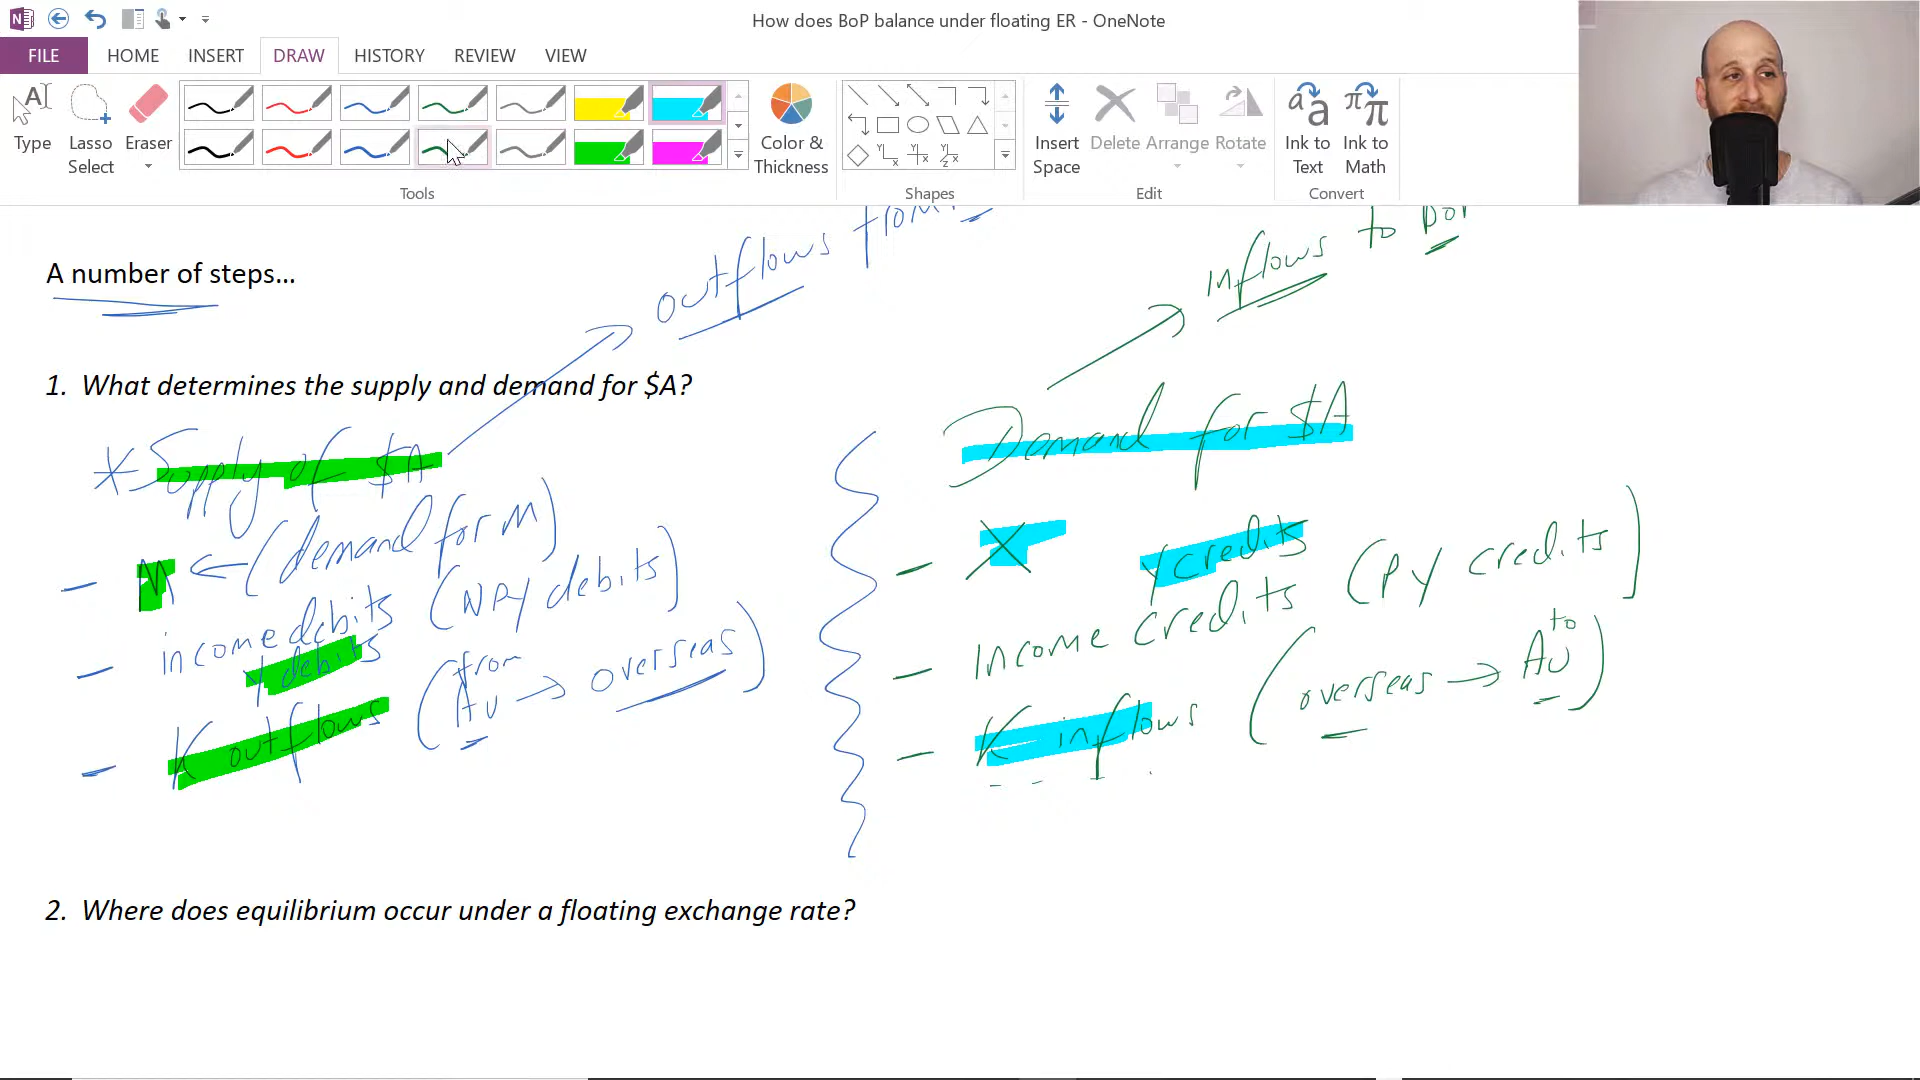 How does BoP balance under floating ER - OneNote
FILE HOME INSERT DRAW HISTORY REVIEW VIEW
Type
Lasso Select
Eraser
Color & Thickness
Insert Space
Delete
Arrange
Rotate
Ink to Text
Ink to Math
Tools
Shapes
Edit
Convert
outflows from
inflows to BoP
A number of steps...
1. What determines the supply and demand for $A?
* Supply of $A
- M ← (demand for M)
- income debits (NPY debits)
Y debits
- K outflows (from AU → overseas)
Demand for $A
- X
Y credits
- Income credits (PY credits)
- K inflows (overseas → to AU)
2. Where does equilibrium occur under a floating exchange rate?